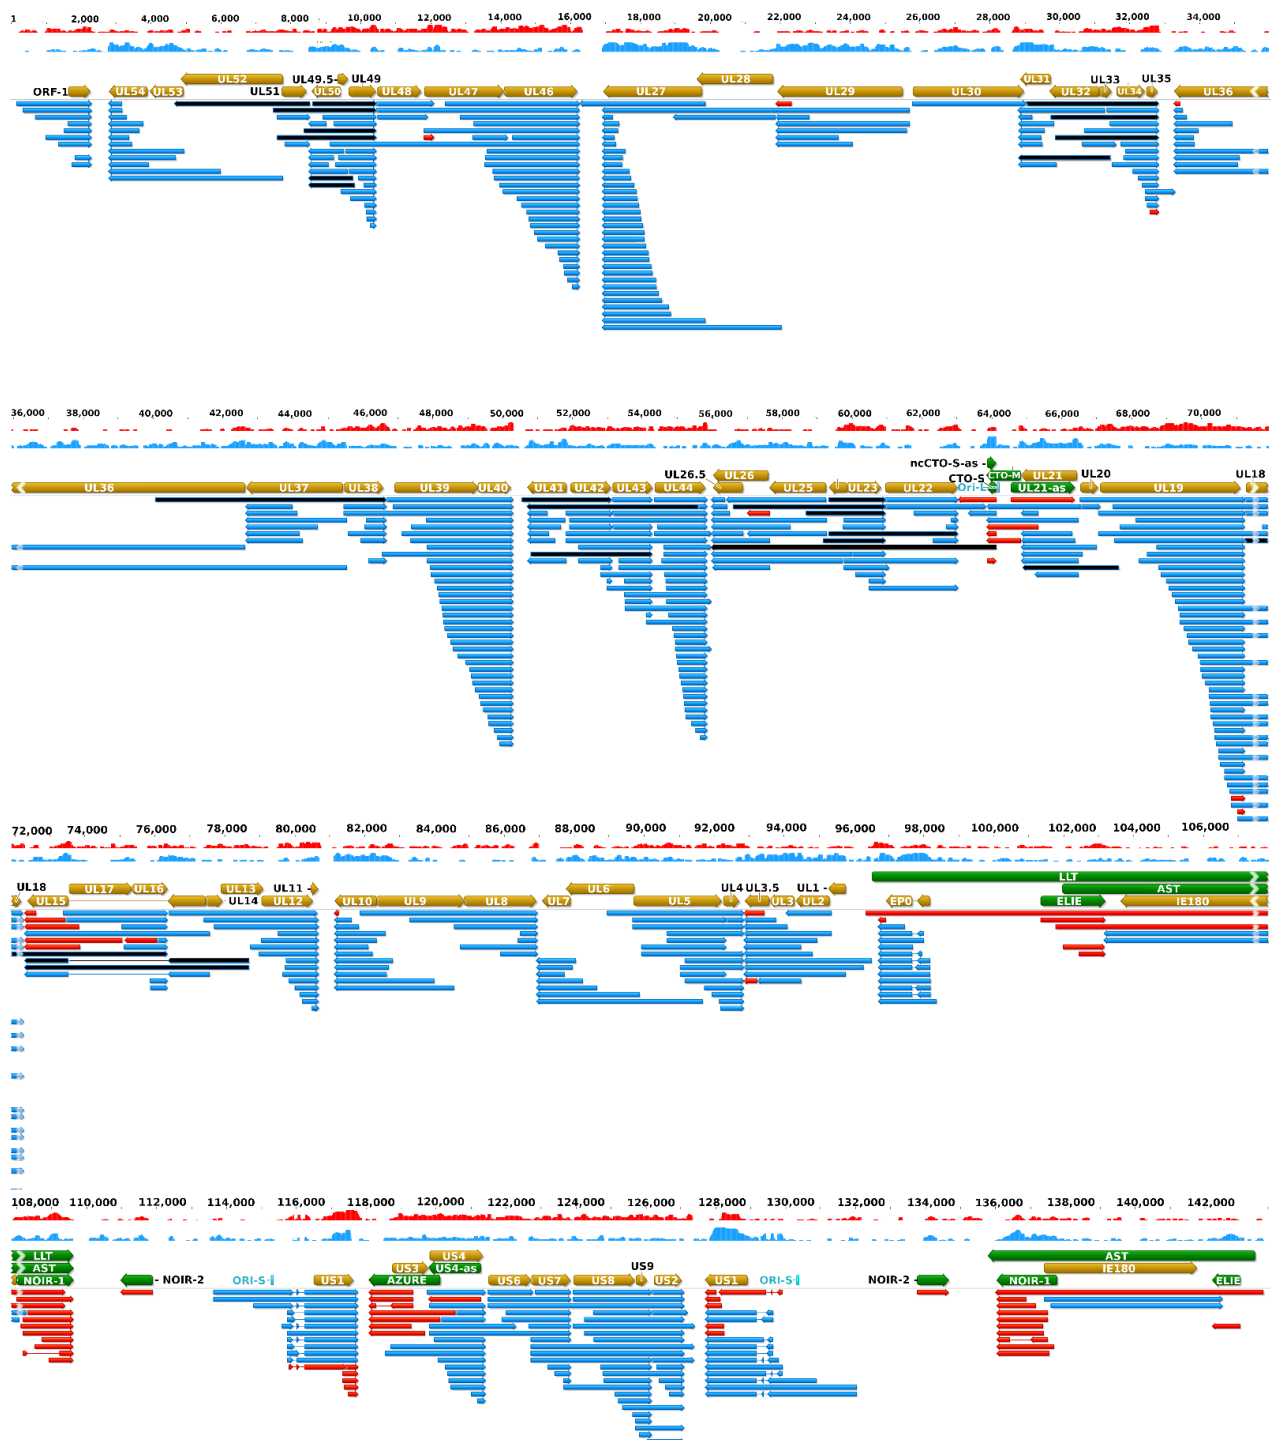 1 2,000 4,000 6,000 8,000 10,000 12,000 14,000 16,000 18,000 20,000 22,000 24,000 26,000 28,000 30,000 32,000 34,000
UL52 UL49.5- UL49 UL28 UL31 UL33 UL35
ORF-1 UL54 UL53 UL51 UL50 UL48 UL47 UL46 UL27 UL29 UL30 UL32 UL34 UL36
36,000 38,000 40,000 42,000 44,000 46,000 48,000 50,000 52,000 54,000 56,000 58,000 60,000 62,000 64,000 66,000 68,000 70,000
ncCTO-S-as -
UL26.5 UL26 CTO-S CTO-M UL21 UL20 UL18
UL36 UL37 UL38 UL39 UL40 UL41 UL42 UL43 UL44 UL25 UL23 UL22 UL21-as UL19
72,000 74,000 76,000 78,000 80,000 82,000 84,000 86,000 88,000 90,000 92,000 94,000 96,000 98,000 100,000 102,000 104,000 106,000
LLT
UL18 UL17 UL16 UL13 UL11 - UL6 UL4 UL3.5 UL1 - AST
UL15 UL14 UL12 UL10 UL9 UL8 UL7 UL5 UL3 UL2 EP0 ELIE IE180
108,000 110,000 112,000 114,000 116,000 118,000 120,000 122,000 124,000 126,000 128,000 130,000 132,000 134,000 136,000 138,000 140,000 142,000
LLT US4 AST
AST US3 US4-as US9 IE180
NOIR-1 - NOIR-2 ORI-S US1 AZURE US6 US7 US8 US2 US1 ORI-S NOIR-2 - NOIR-1 ELIE